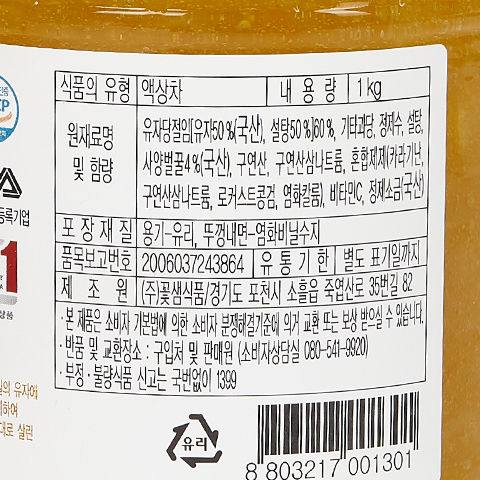 식품의 유형 액상차 내 용 량 1kg
원재료명 및 함량
유자당절임[유자50%(국산), 설탕50%]60%, 기타과당, 정제수, 설탕,
사양벌꿀4%(국산), 구연산, 구연산삼나트륨, 혼합제제(카라기난,
구연산삼나트륨, 로커스트콩검, 염화칼륨), 비타민C, 정제소금(국산)
포 장 재 질 용기-유리, 뚜껑내면-염화비닐수지
품목보고번호 2006037243864 유 통 기 한 별도 표기일까지
제 조 원 (주)꽃샘식품/경기도 포천시 소흘읍 죽엽산로 35번길 82
· 본 제품은 소비자 기본법에 의한 소비자 분쟁해결기준에 의거 교환 또는 보상 받으실 수 있습니다.
· 반품 및 교환장소 : 구입처 및 판매원 (소비자상담실 080-541-9920)
· 부정 · 불량식품 신고는 국번없이 1399
등록기업
1
유리
8 803217 001301